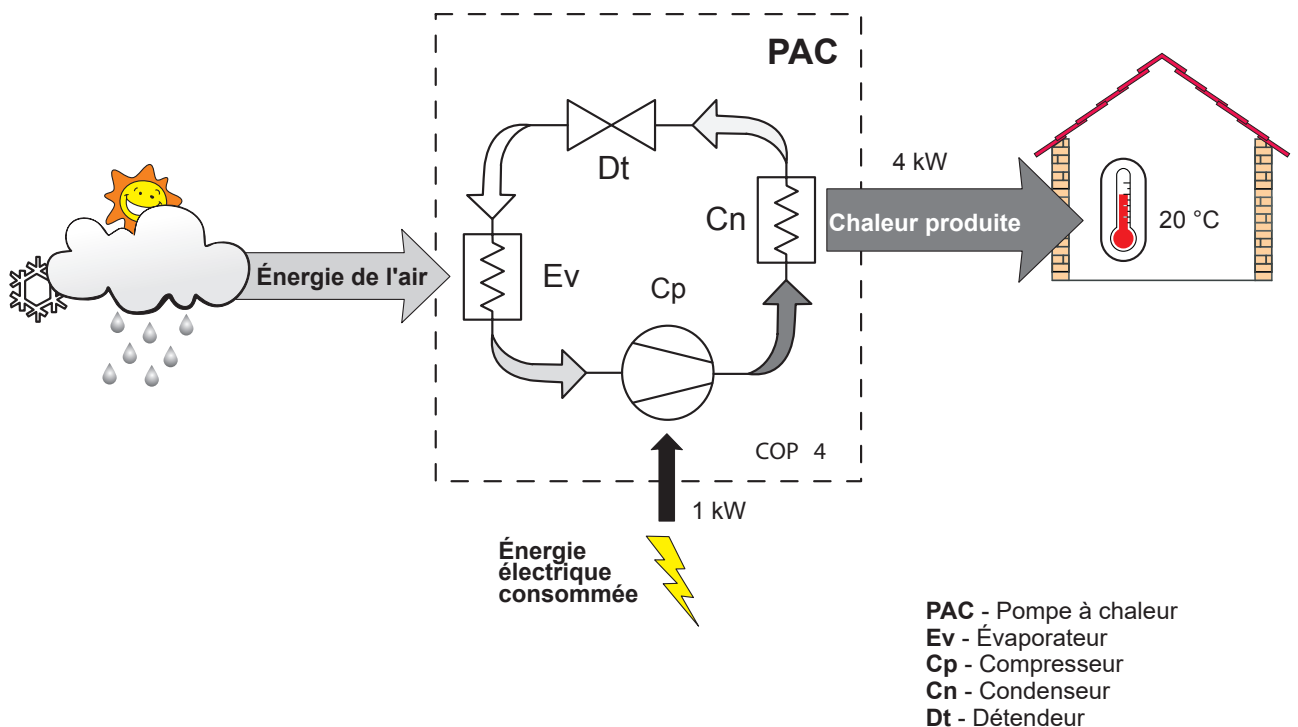 PAC
Dt
4 kW
Cn
Chaleur produite
20 °C
Énergie de l'air
Ev
Cp
COP 4
1 kW
Énergie
électrique
consommée
PAC - Pompe à chaleur
Ev - Évaporateur
Cp - Compresseur
Cn - Condenseur
Dt - Détendeur